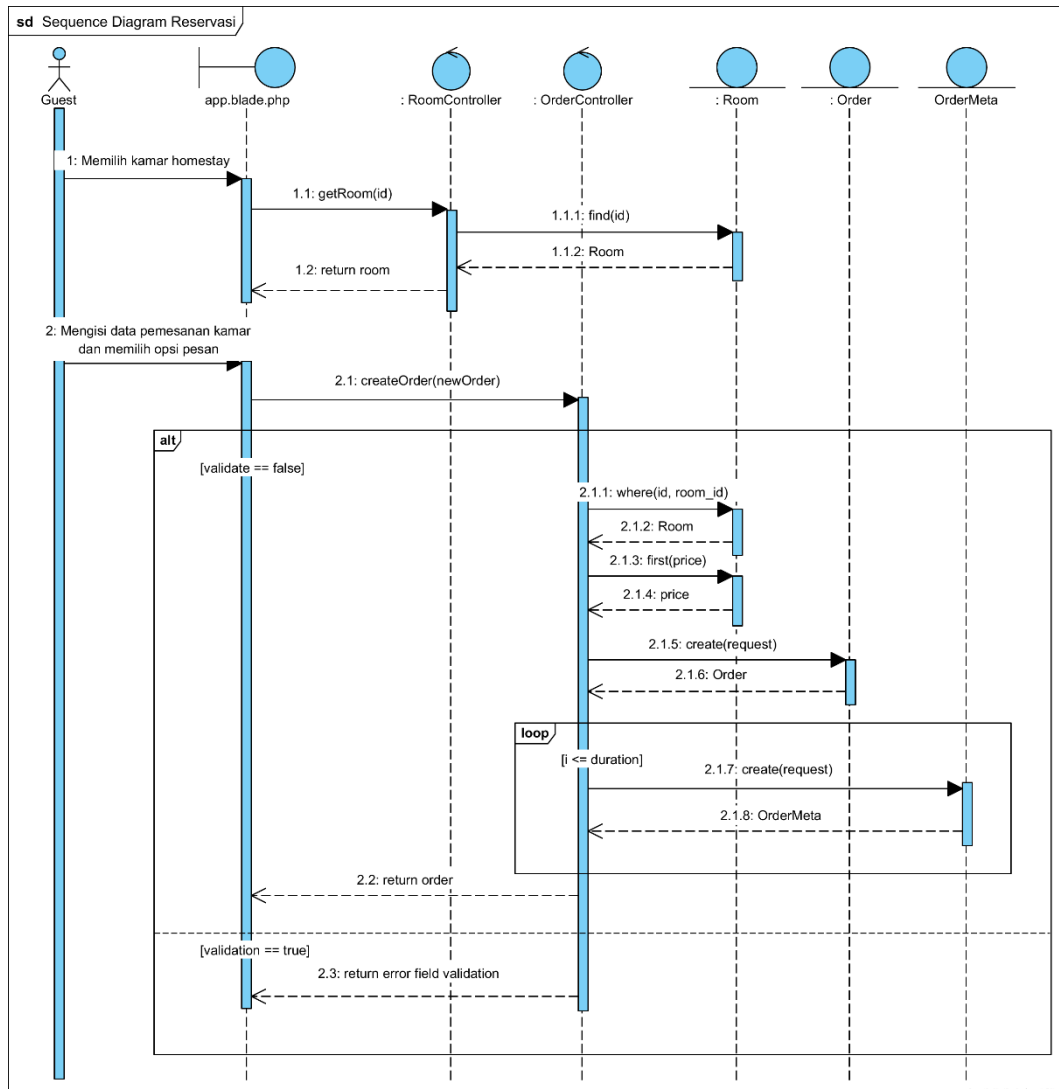 sd Sequence Diagram Reservasi
Guest
app.blade.php
: RoomController
: OrderController
: Room
: Order
OrderMeta
1: Memilih kamar homestay
1.1: getRoom(id)
1.1.1: find(id)
1.1.2: Room
1.2: return room
2: Mengisi data pemesanan kamar
dan memilih opsi pesan
2.1: createOrder(newOrder)
alt
[validate == false]
2.1.1: where(id, room_id)
2.1.2: Room
2.1.3: first(price)
2.1.4: price
2.1.5: create(request)
2.1.6: Order
loop
[i <= duration]
2.1.7: create(request)
2.1.8: OrderMeta
2.2: return order
[validation == true]
2.3: return error field validation